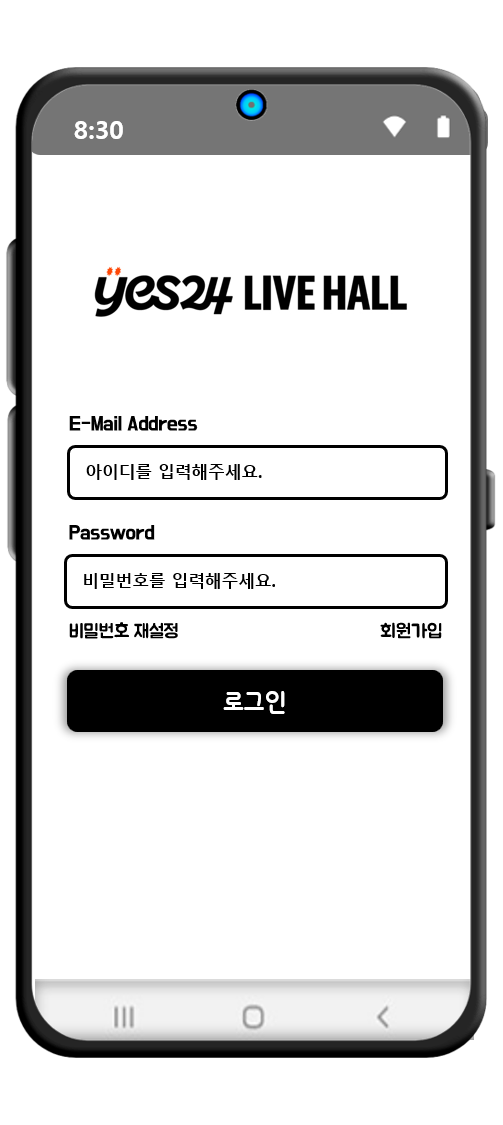 8:30
yes24 LIVE HALL
E-Mail Address
아이디를 입력해주세요.
Password
비밀번호를 입력해주세요.
비밀번호 재설정 회원가입
로그인